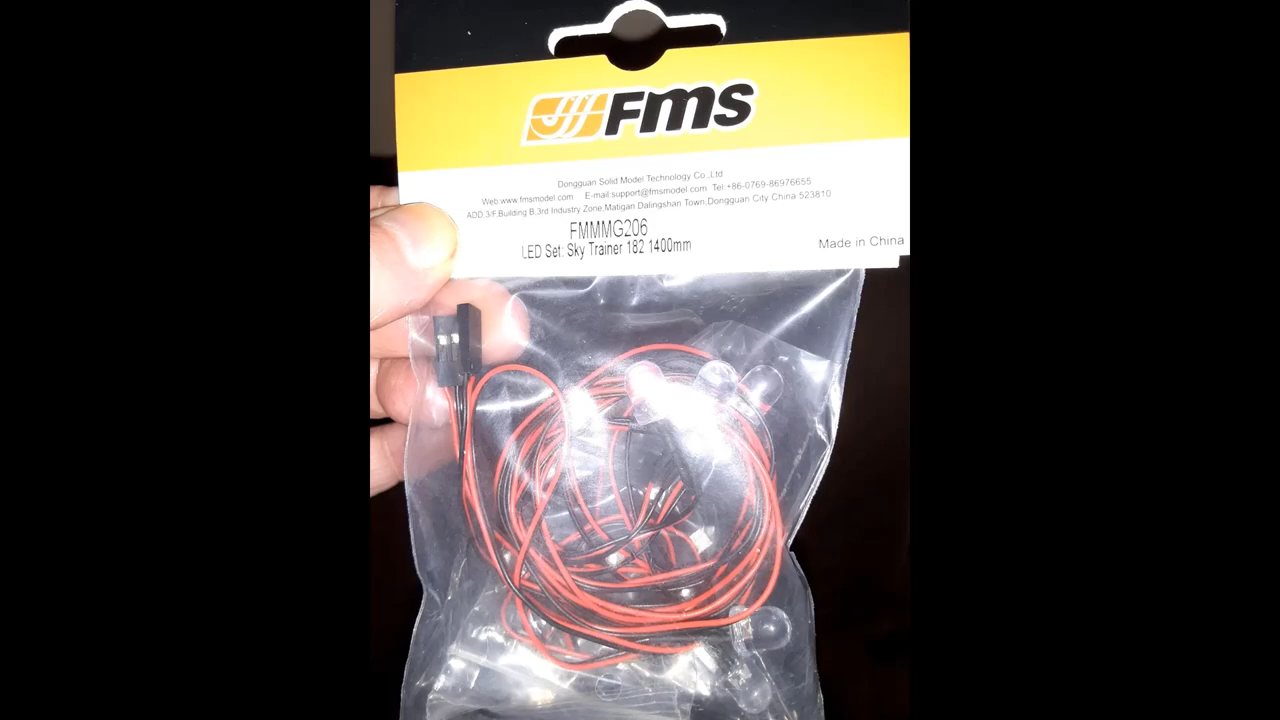 Fms
Dongguan Solid Model Technology Co.,Ltd
Web:www.fmsmodel.com E-mail:support@fmsmodel.com Tel:+86-0769-86976655
ADD:3/F,Building B,3rd Industry Zone,Matigan Dalingshan Town,Dongguan City China 523810
FMMMG206
LED Set: Sky Trainer 182 1400mm
Made in China